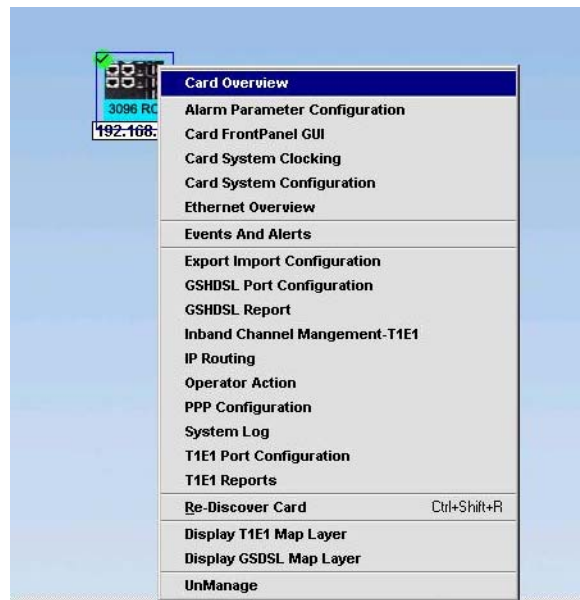 3096 RC
192.168.
Card Overview
Alarm Parameter Configuration
Card FrontPanel GUI
Card System Clocking
Card System Configuration
Ethernet Overview
Events And Alerts
Export Import Configuration
GSHDSL Port Configuration
GSHDSL Report
Inband Channel Mangement-T1E1
IP Routing
Operator Action
PPP Configuration
System Log
T1E1 Port Configuration
T1E1 Reports
Re-Discover Card Ctrl+Shift+R
Display T1E1 Map Layer
Display GSDSL Map Layer
UnManage